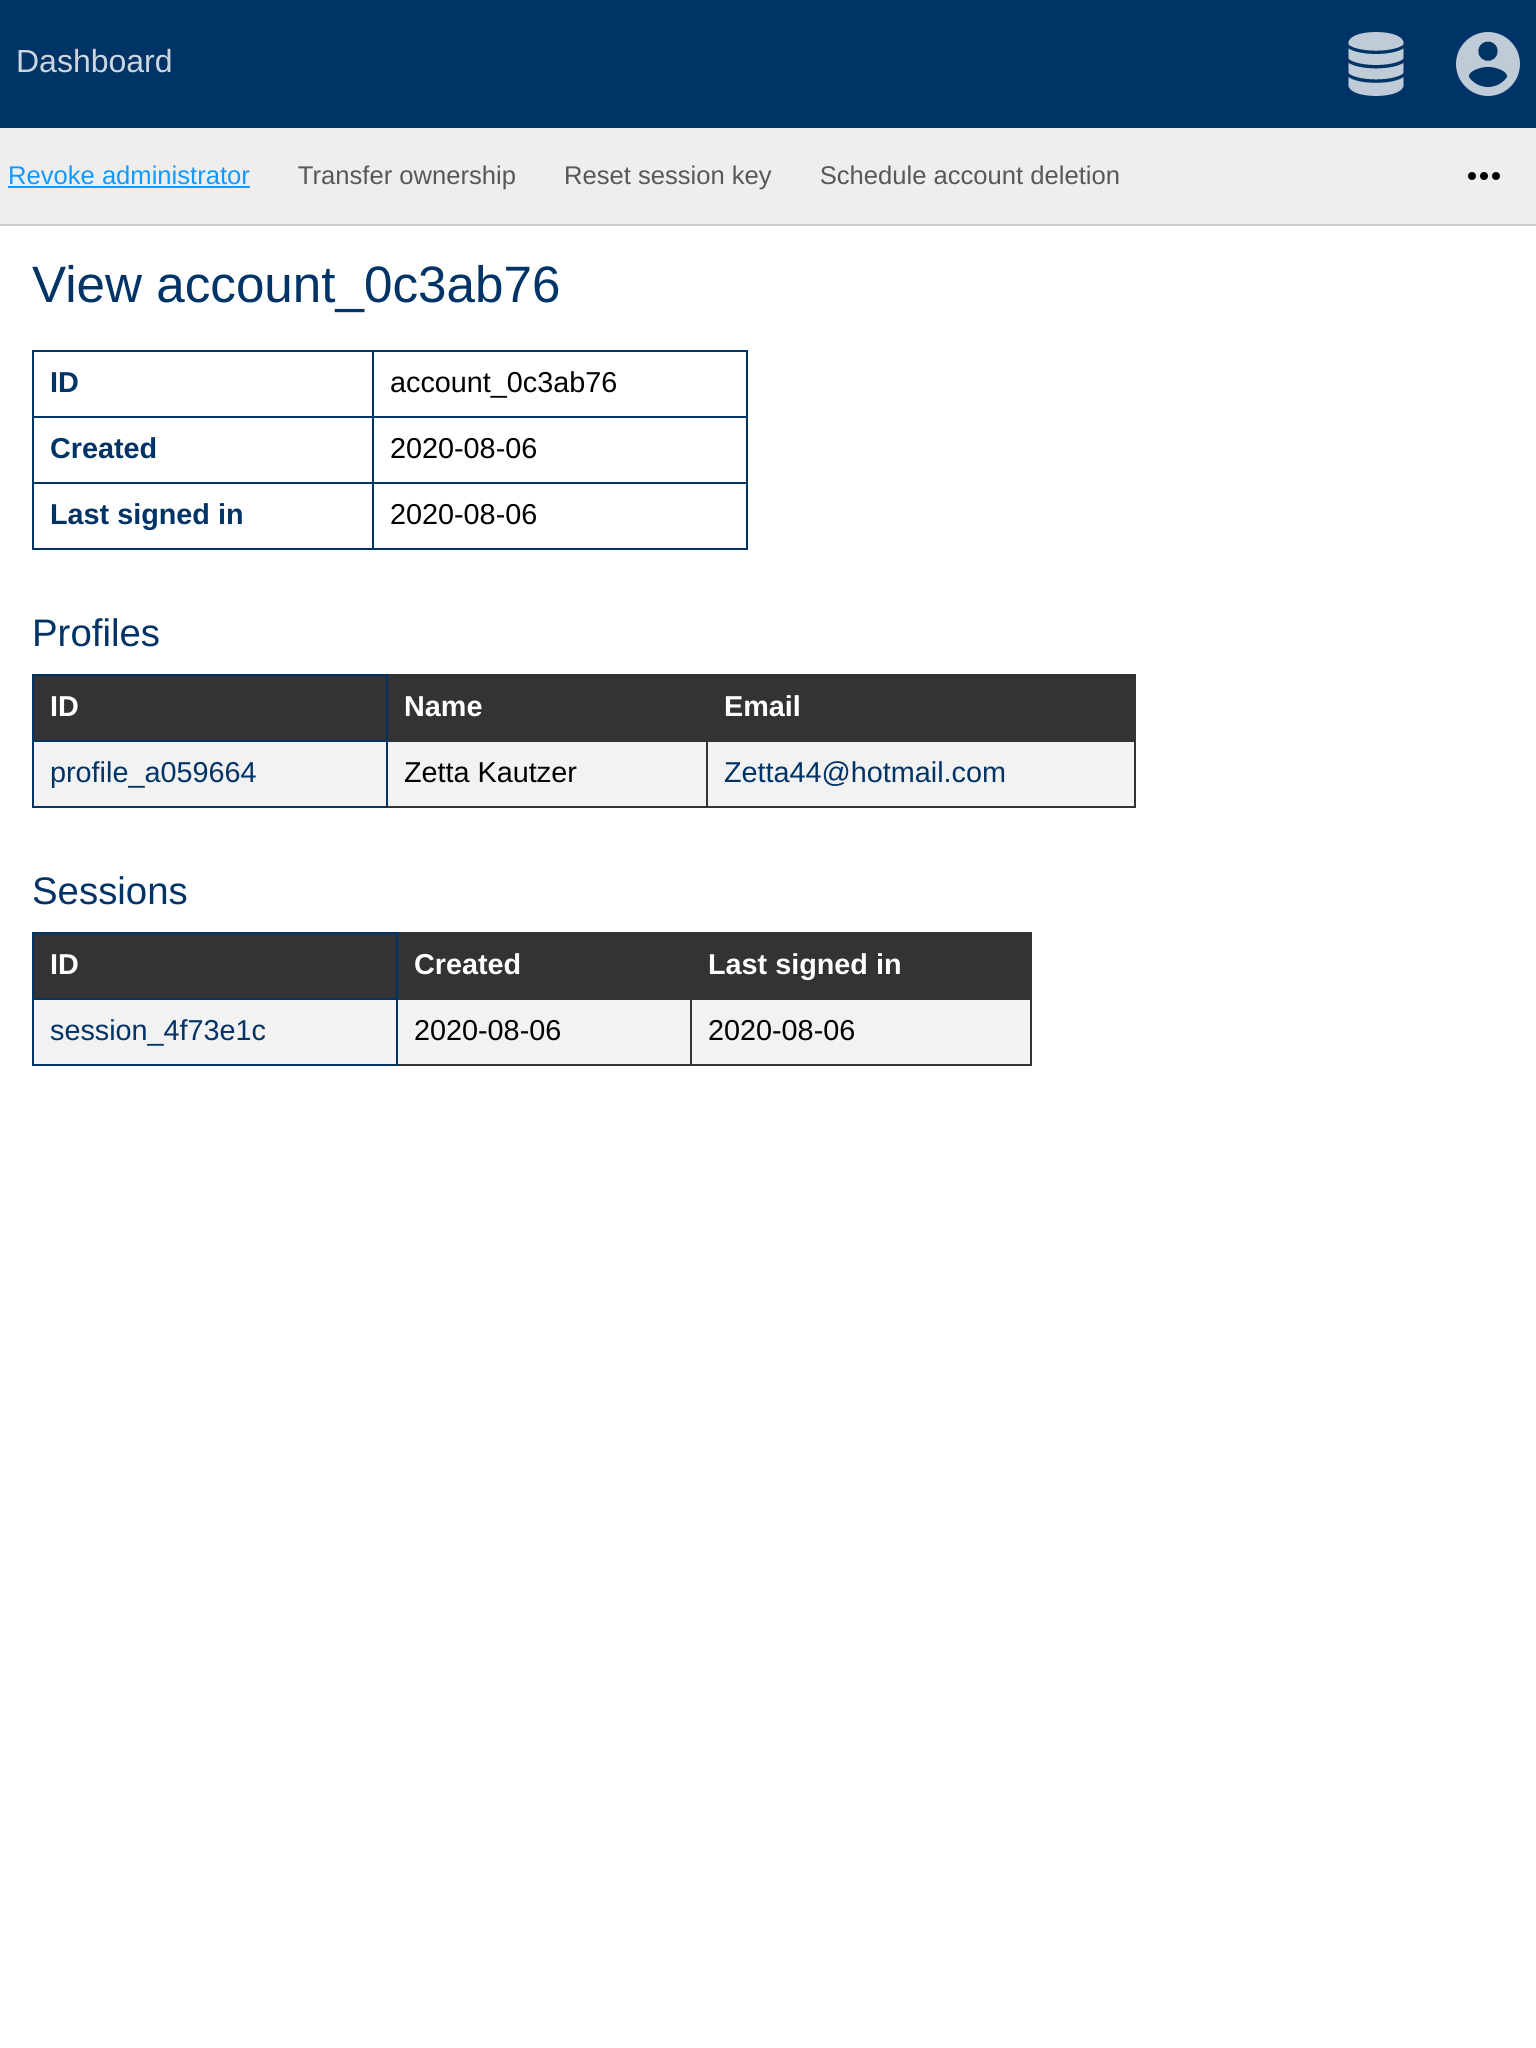 Dashboard
Revoke administrator Transfer ownership Reset session key Schedule account deletion
View account_0c3ab76
ID account_0c3ab76
Created 2020-08-06
Last signed in 2020-08-06
Profiles
ID Name Email
profile_a059664 Zetta Kautzer Zetta44@hotmail.com
Sessions
ID Created Last signed in
session_4f73e1c 2020-08-06 2020-08-06